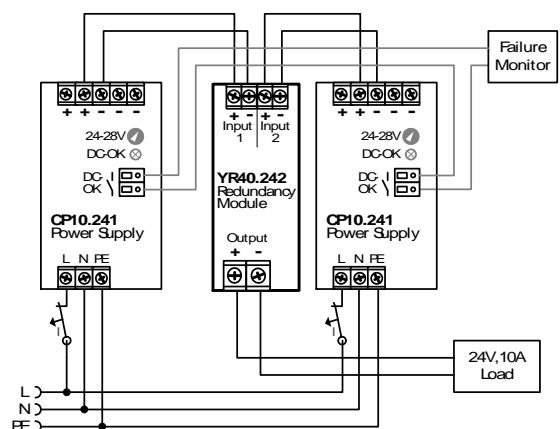 Failure
Monitor
+ + - - -
24-28V
DC-OK
DC-
OK
CP10.241
Power Supply
L N PE
I
+ - + -
Input
1
Input
2
YR40.242
Redundancy
Module
Output
+ -
+ + - - -
24-28V
DC-OK
DC-
OK
CP10.241
Power Supply
L N PE
I
24V,10A
Load
L
N
PE